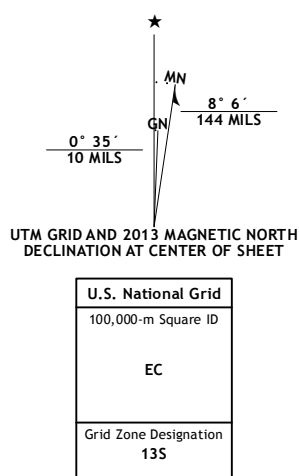 ★
MN
GN
8° 6´
144 MILS
0° 35´
10 MILS
UTM GRID AND 2013 MAGNETIC NORTH
DECLINATION AT CENTER OF SHEET
U.S. National Grid
100,000-m Square ID
EC
Grid Zone Designation
13S